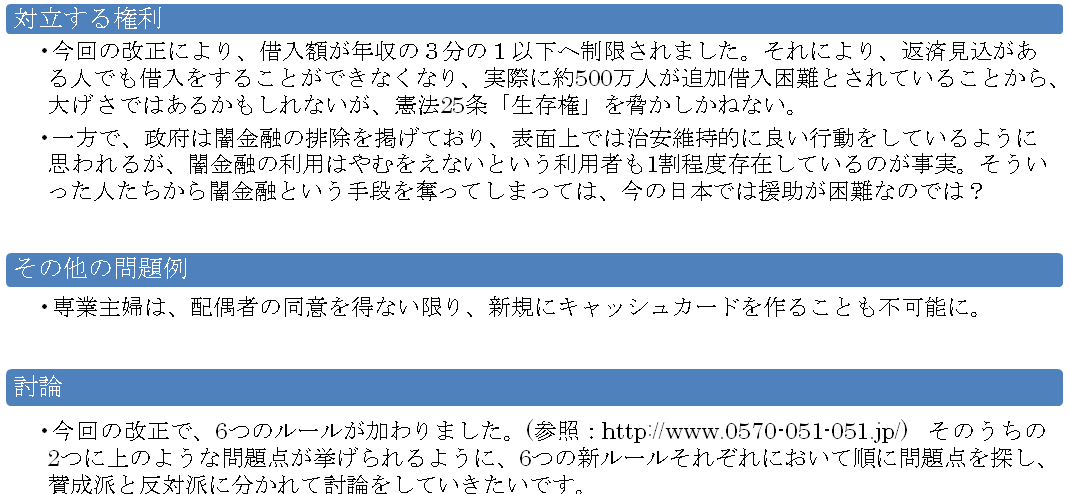 対立する権利
・今回の改正により、借入額が年収の３分の１以下へ制限されました。それにより、返済見込があ
る人でも借入をすることができなくなり、実際に約500万人が追加借入困難とされていることから、
大げさではあるかもしれないが、憲法25条「生存権」を脅かしかねない。
・一方で、政府は闇金融の排除を掲げており、表面上では治安維持的に良い行動をしているように
思われるが、闇金融の利用はやむをえないという利用者も1割程度存在しているのが事実。そうい
った人たちから闇金融という手段を奪ってしまっては、今の日本では援助が困難なのでは？
その他の問題例
・専業主婦は、配偶者の同意を得ない限り、新規にキャッシュカードを作ることも不可能に。
討論
・今回の改正で、6つのルールが加わりました。(参照：http://www.0570-051-051.jp/)　そのうちの
2つに上のような問題点が挙げられるように、6つの新ルールそれぞれにおいて順に問題点を探し、
賛成派と反対派に分かれて討論をしていきたいです。